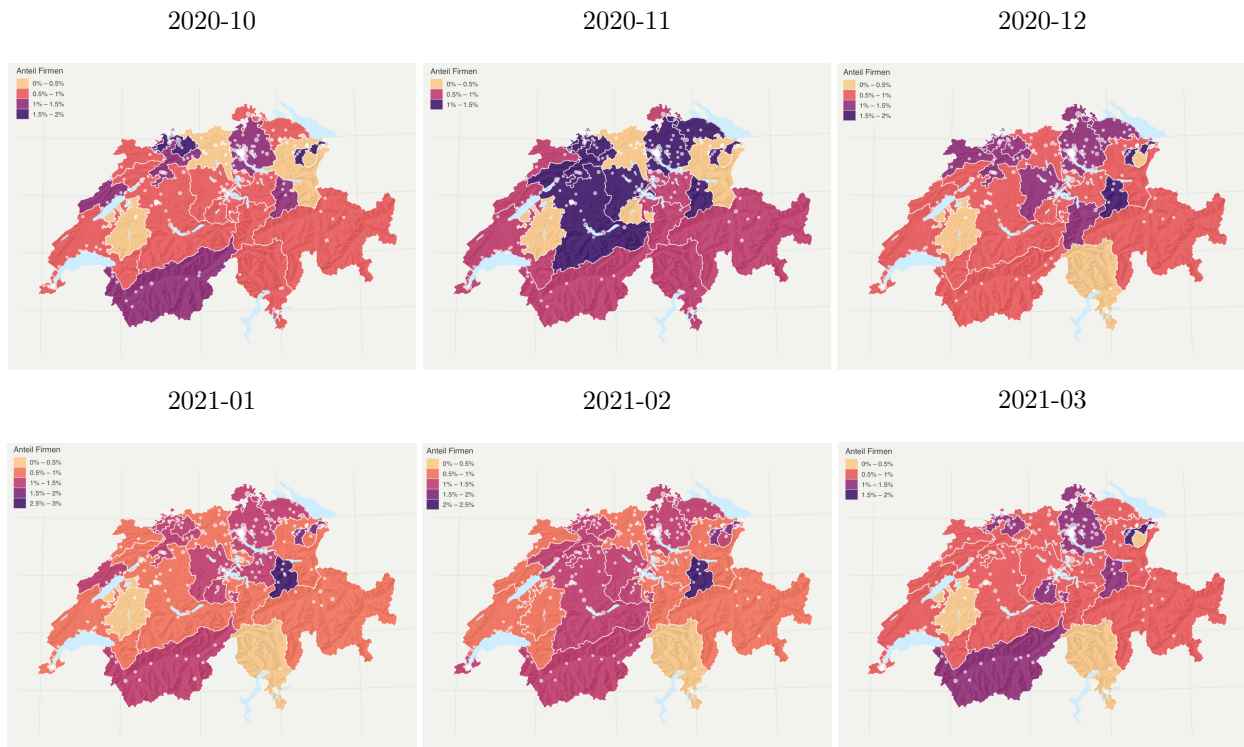 2020-10
2020-11
2020-12
Anteil Firmen
0% – 0.5%
0.5% – 1%
1% – 1.5%
1.5% – 2%
Anteil Firmen
0% – 0.5%
0.5% – 1%
1% – 1.5%
Anteil Firmen
0% – 0.5%
0.5% – 1%
1% – 1.5%
1.5% – 2%
2021-01
2021-02
2021-03
Anteil Firmen
0% – 0.5%
0.5% – 1%
1% – 1.5%
1.5% – 2%
2.5% – 3%
Anteil Firmen
0% – 0.5%
0.5% – 1%
1% – 1.5%
1.5% – 2%
2% – 2.5%
Anteil Firmen
0% – 0.5%
0.5% – 1%
1% – 1.5%
1.5% – 2%